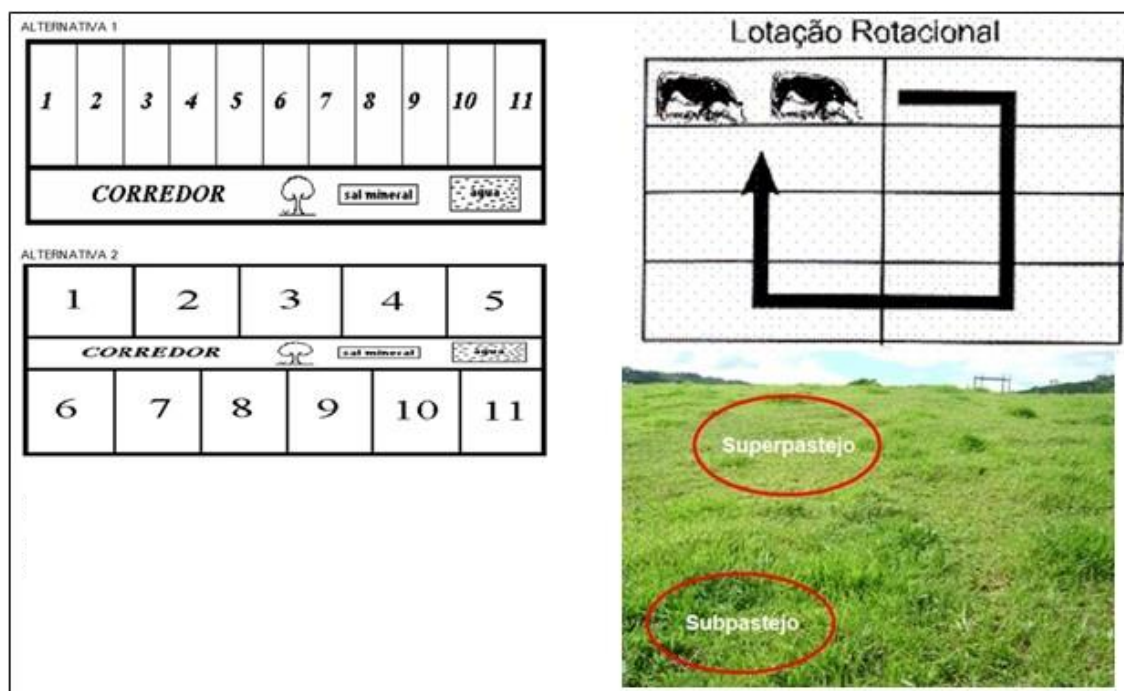 ALTERNATIVA 1
1 2 3 4 5 6 7 8 9 10 11
CORREDOR sal mineral água
ALTERNATIVA 2
1 2 3 4 5
CORREDOR sal mineral água
6 7 8 9 10 11
Lotação Rotacional
Superpastejo
Subpastejo